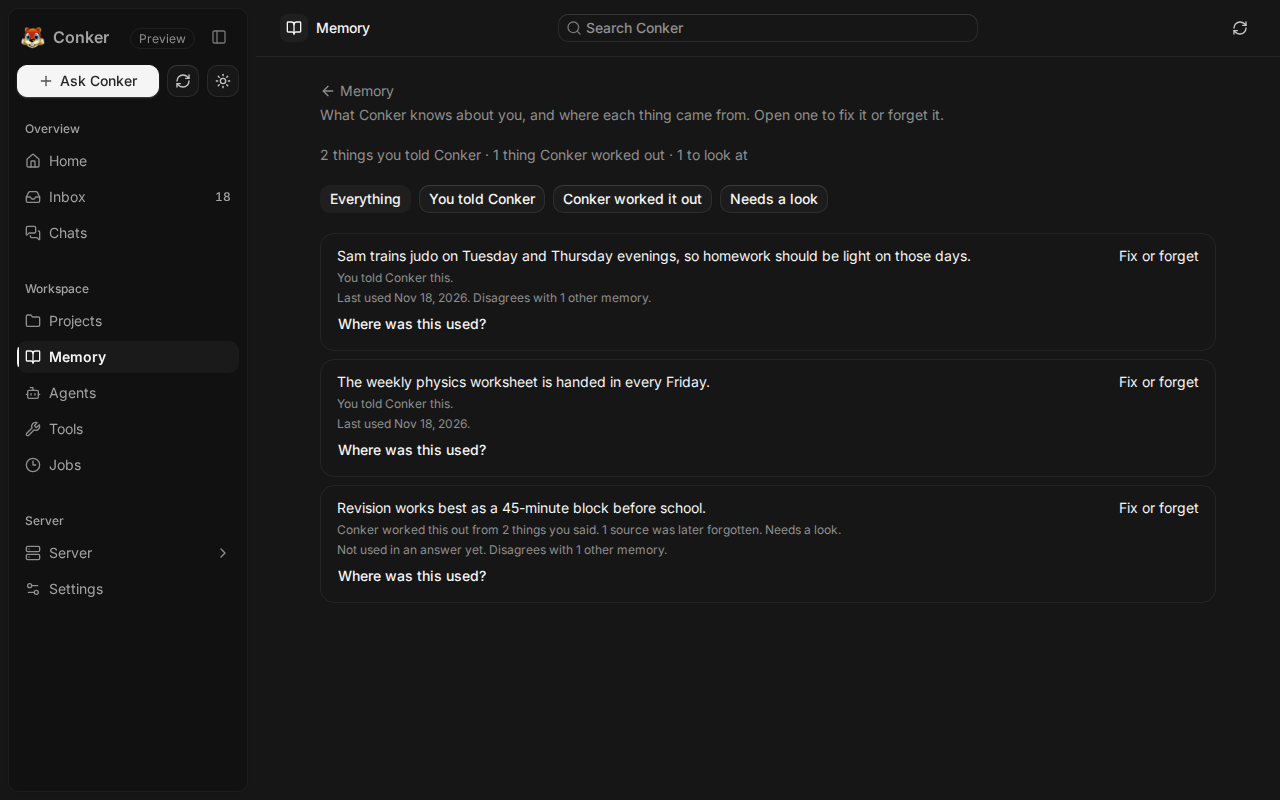 Conker
Preview
Ask Conker
Overview
Home
Inbox 18
Chats
Workspace
Projects
Memory
Agents
Tools
Jobs
Server
Server
Settings
Memory
Search Conker
Memory
What Conker knows about you, and where each thing came from. Open one to fix it or forget it.
2 things you told Conker · 1 thing Conker worked out · 1 to look at
Everything You told Conker Conker worked it out Needs a look
Sam trains judo on Tuesday and Thursday evenings, so homework should be light on those days. Fix or forget
You told Conker this.
Last used Nov 18, 2026. Disagrees with 1 other memory.
Where was this used?
The weekly physics worksheet is handed in every Friday. Fix or forget
You told Conker this.
Last used Nov 18, 2026.
Where was this used?
Revision works best as a 45-minute block before school. Fix or forget
Conker worked this out from 2 things you said. 1 source was later forgotten. Needs a look.
Not used in an answer yet. Disagrees with 1 other memory.
Where was this used?